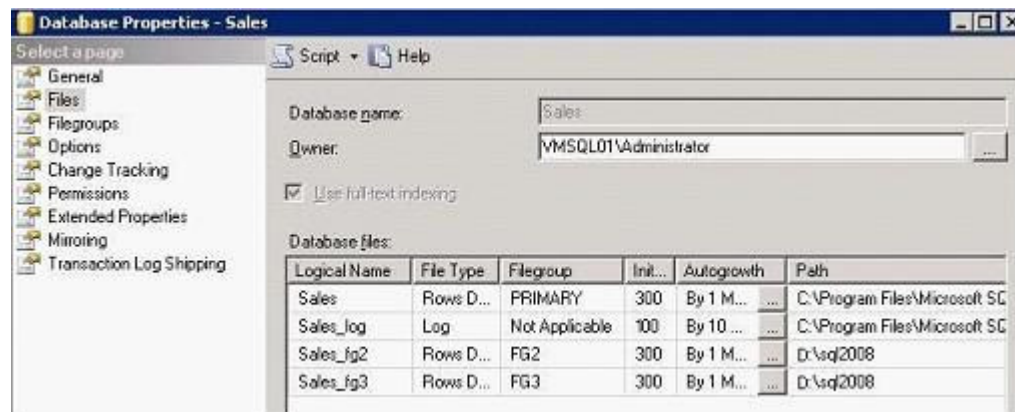 Database Properties - Sales
Select a page
General
Files
Filegroups
Options
Change Tracking
Permissions
Extended Properties
Mirroring
Transaction Log Shipping
Script Help
Database name: Sales
Owner: VMSQL01\Administrator ...
Use full-text indexing
Database files:
Logical Name File Type Filegroup Init... Autogrowth Path
Sales Rows D... PRIMARY 300 By 1 M... ... C:\Program Files\Microsoft SQ
Sales_log Log Not Applicable 100 By 10 ... ... C:\Program Files\Microsoft SQ
Sales_fg2 Rows D... FG2 300 By 1 M... ... D:\sql2008
Sales_fg3 Rows D... FG3 300 By 1 M... ... D:\sql2008